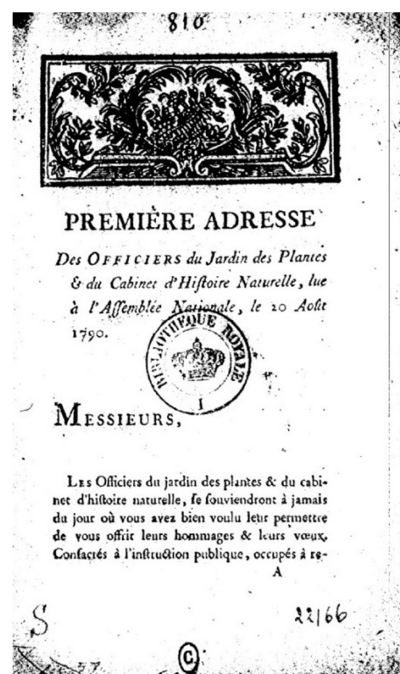 810
PREMIÈRE ADRESSE
Des OFFICIERS du Jardin des Plantes
& du Cabinet d'Hiſtoire Naturelle, lue
à l'Aſſemblée Nationale, le 20 Août
1790.
BIBLIOTHEQUE ROYALE
I
MESSIEURS,
LES Officiers du jardin des plantes & du cabi-
net d'hiſtoire naturelle, ſe ſouviendront à jamais
du jour où vous avez bien voulu leur permettre
de vous offrir leurs hommages & leurs vœux.
Conſacrés à l'inſtruction publique, occupés à re-
A
S
22166
C